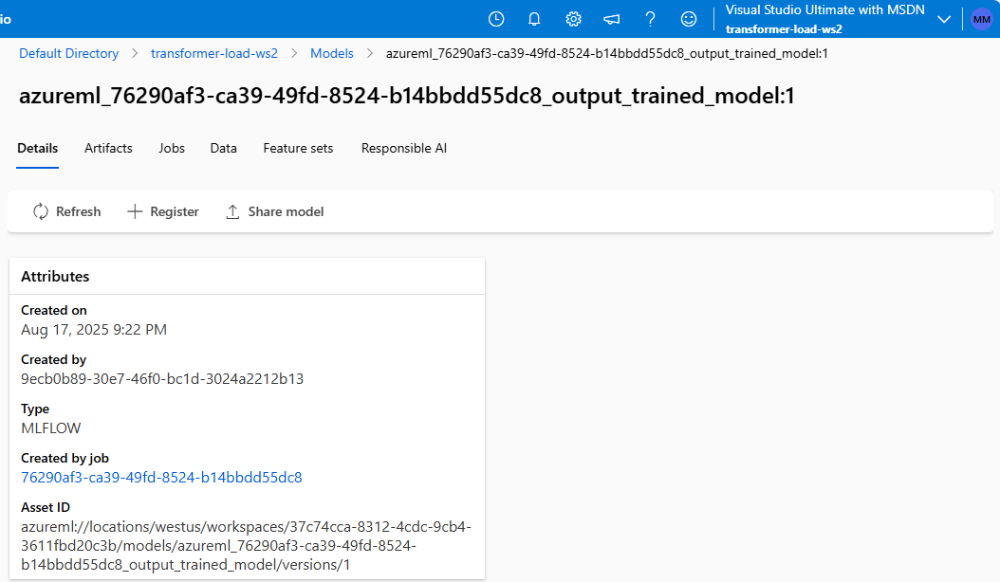 io
Visual Studio Ultimate with MSDN
transformer-load-ws2
MM
Default Directory > transformer-load-ws2 > Models > azureml_76290af3-ca39-49fd-8524-b14bbdd55dc8_output_trained_model:1
azureml_76290af3-ca39-49fd-8524-b14bbdd55dc8_output_trained_model:1
Details Artifacts Jobs Data Feature sets Responsible AI
Refresh Register Share model
Attributes
Created on
Aug 17, 2025 9:22 PM
Created by
9ecb0b89-30e7-46f0-bc1d-3024a2212b13
Type
MLFLOW
Created by job
76290af3-ca39-49fd-8524-b14bbdd55dc8
Asset ID
azureml://locations/westus/workspaces/37c74cca-8312-4cdc-9cb4-
3611fbd20c3b/models/azureml_76290af3-ca39-49fd-8524-
b14bbdd55dc8_output_trained_model/versions/1